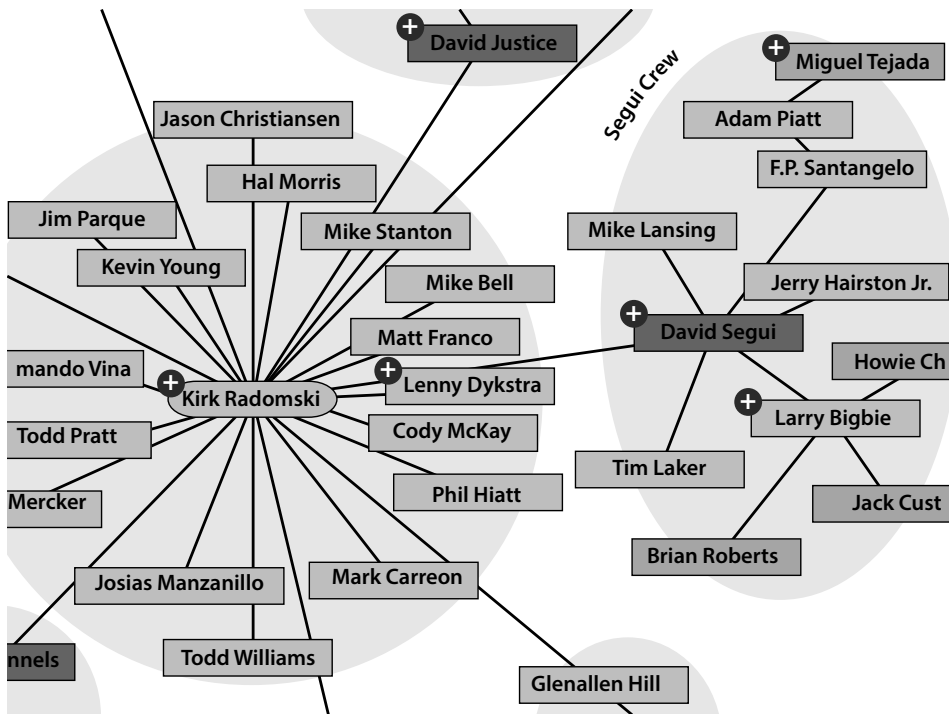 David Justice
Miguel Tejada
Segui Crew
Jason Christiansen
Adam Piatt
F.P. Santangelo
Hal Morris
Jim Parque
Mike Stanton
Mike Lansing
Kevin Young
Mike Bell
Jerry Hairston Jr.
Matt Franco
David Segui
mando Vina
Howie Ch
Lenny Dykstra
Kirk Radomski
Larry Bigbie
Todd Pratt
Cody McKay
Tim Laker
Mercker
Phil Hiatt
Jack Cust
Brian Roberts
Josias Manzanillo
Mark Carreon
nnels
Todd Williams
Glenallen Hill